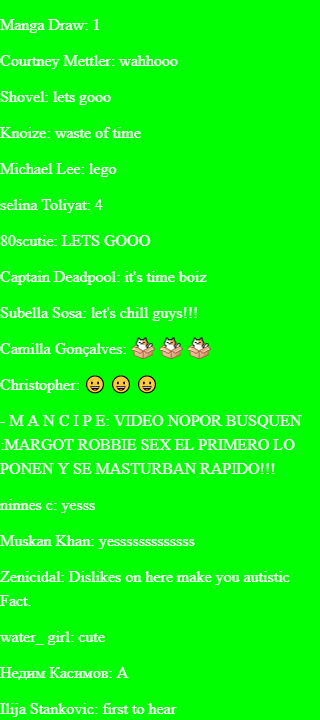 Manga Draw: 1
Courtney Mettler: wahhooo
Shovel: lets gooo
Knoize: waste of time
Michael Lee: lego
selina Toliyat: 4
80scutie: LETS GOOO
Captain Deadpool: it's time boiz
Subella Sosa: let's chill guys!!!
Camilla Gonçalves:
Christopher: 😀 😀 😀
- M A N C I P E: VIDEO NOPOR BUSQUEN
:MARGOT ROBBIE SEX EL PRIMERO LO
PONEN Y SE MASTURBAN RAPIDO!!!
ninnes c: yesss
Muskan Khan: yesssssssssssss
Zenicidal: Dislikes on here make you autistic
Fact.
water_ girl: cute
Недим Касимов: A
Ilija Stankovic: first to hear